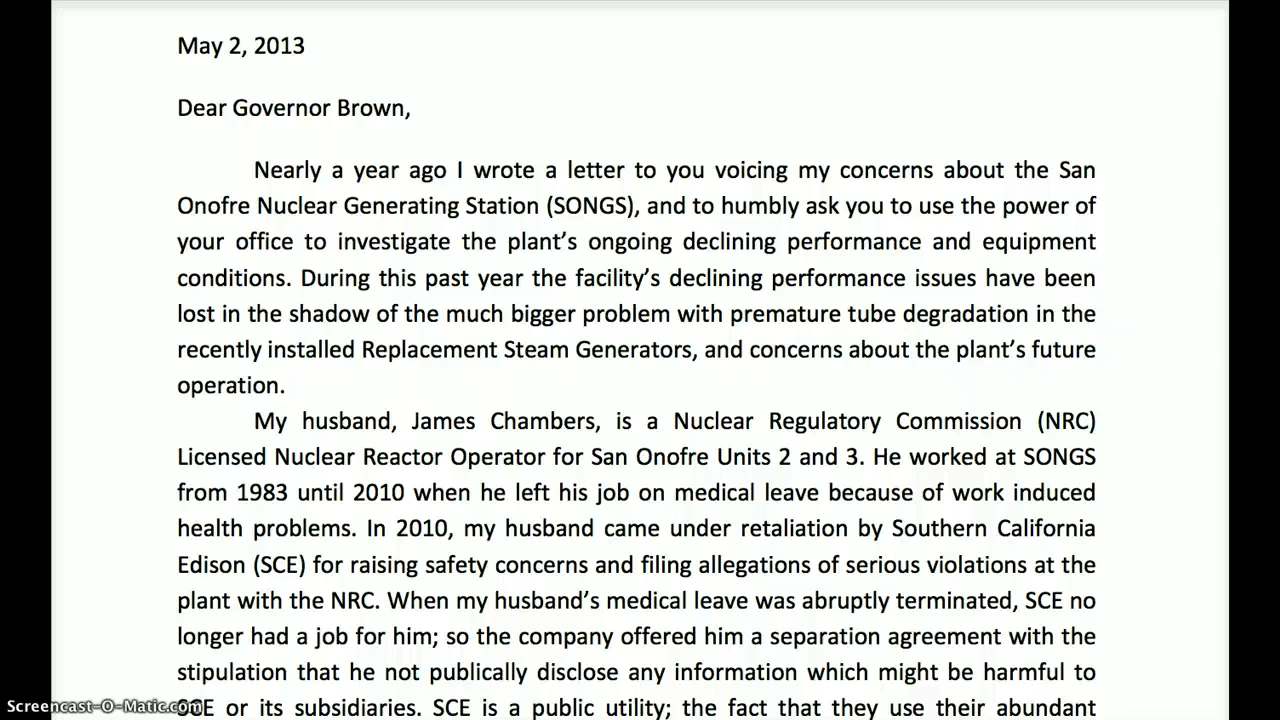 May 2, 2013
Dear Governor Brown,
Nearly a year ago I wrote a letter to you voicing my concerns about the San
Onofre Nuclear Generating Station (SONGS), and to humbly ask you to use the power of
your office to investigate the plant’s ongoing declining performance and equipment
conditions. During this past year the facility’s declining performance issues have been
lost in the shadow of the much bigger problem with premature tube degradation in the
recently installed Replacement Steam Generators, and concerns about the plant’s future
operation.
My husband, James Chambers, is a Nuclear Regulatory Commission (NRC)
Licensed Nuclear Reactor Operator for San Onofre Units 2 and 3. He worked at SONGS
from 1983 until 2010 when he left his job on medical leave because of work induced
health problems. In 2010, my husband came under retaliation by Southern California
Edison (SCE) for raising safety concerns and filing allegations of serious violations at the
plant with the NRC. When my husband’s medical leave was abruptly terminated, SCE no
longer had a job for him; so the company offered him a separation agreement with the
stipulation that he not publically disclose any information which might be harmful to
SCE or its subsidiaries. SCE is a public utility; the fact that they use their abundant
Screencast-O-Matic.com